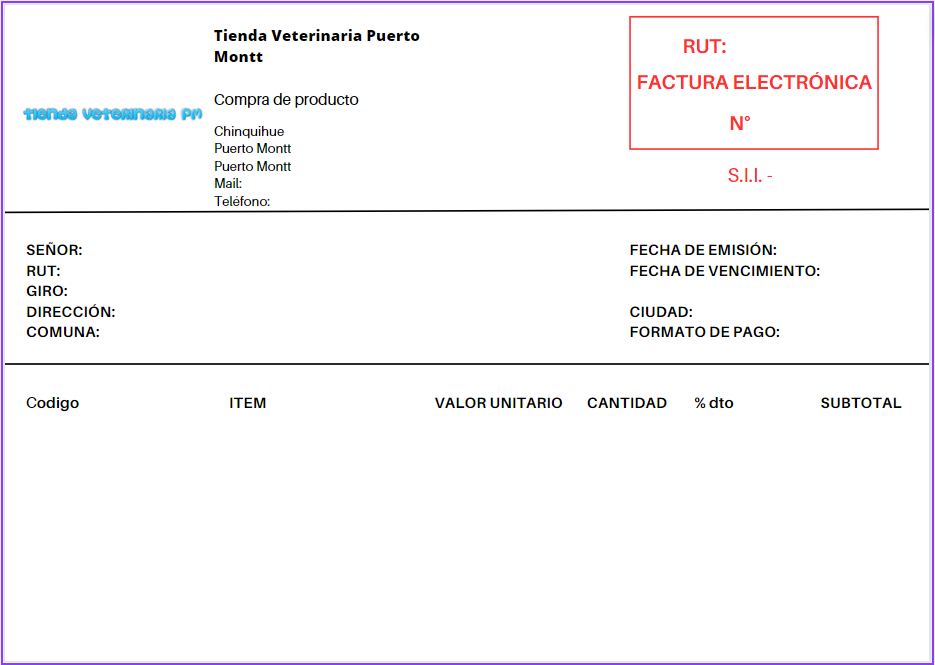 Tienda Veterinaria Puerto
Montt
Compra de producto
Chinquihue
Puerto Montt
Puerto Montt
Mail:
Teléfono:
tienda veterinaria PM
RUT:
FACTURA ELECTRÓNICA
N°
S.I.I. -
SEÑOR:
RUT:
GIRO:
DIRECCIÓN:
COMUNA:
FECHA DE EMISIÓN:
FECHA DE VENCIMIENTO:
CIUDAD:
FORMATO DE PAGO:
Codigo ITEM VALOR UNITARIO CANTIDAD % dto SUBTOTAL